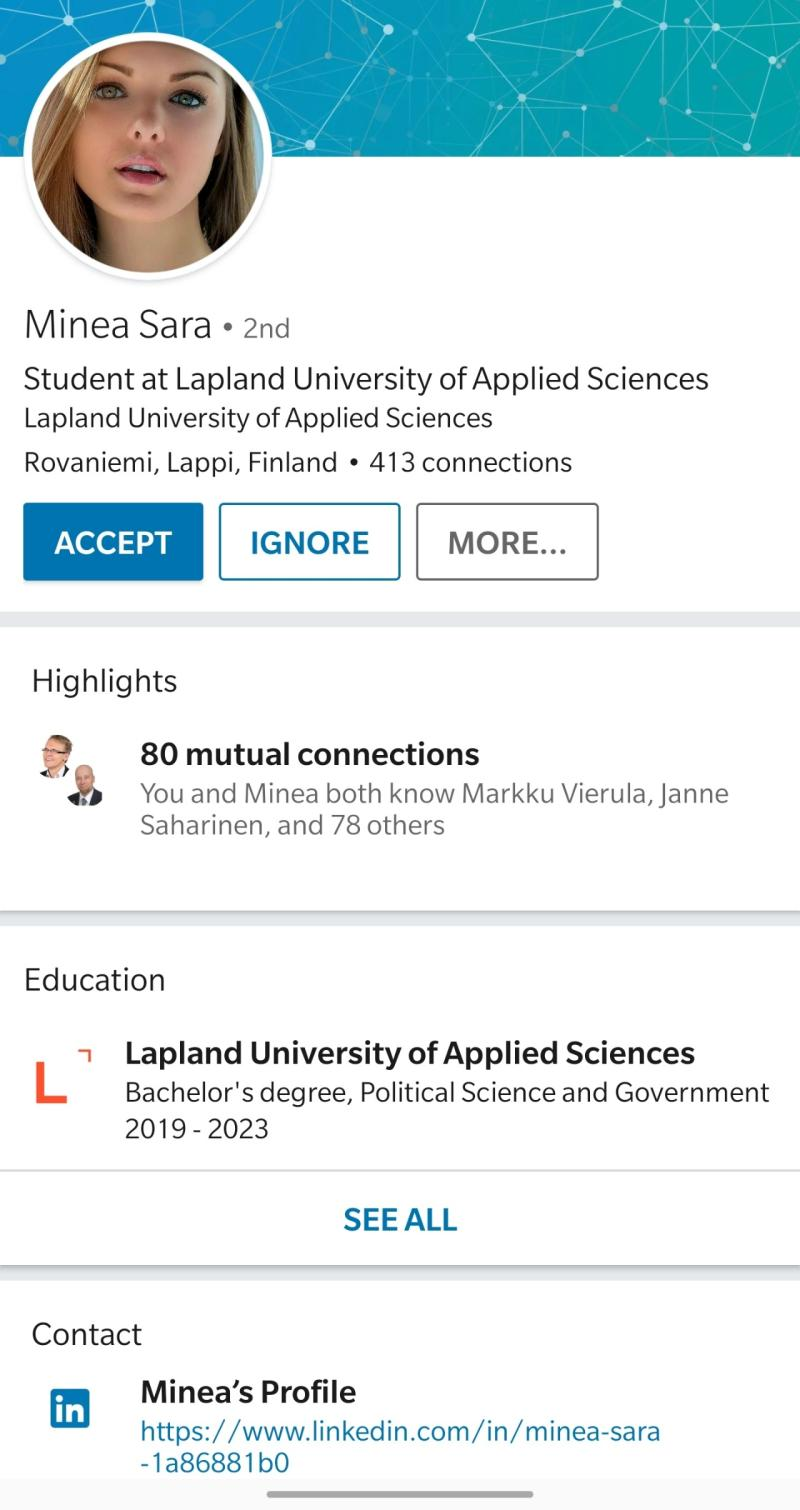 Minea Sara • 2nd
Student at Lapland University of Applied Sciences
Lapland University of Applied Sciences
Rovaniemi, Lappi, Finland • 413 connections
ACCEPT IGNORE MORE...
Highlights
80 mutual connections
You and Minea both know Markku Vierula, Janne
Saharinen, and 78 others
Education
Lapland University of Applied Sciences
Bachelor's degree, Political Science and Government
2019 - 2023
SEE ALL
Contact
in
Minea’s Profile
https://www.linkedin.com/in/minea-sara
-1a86881b0